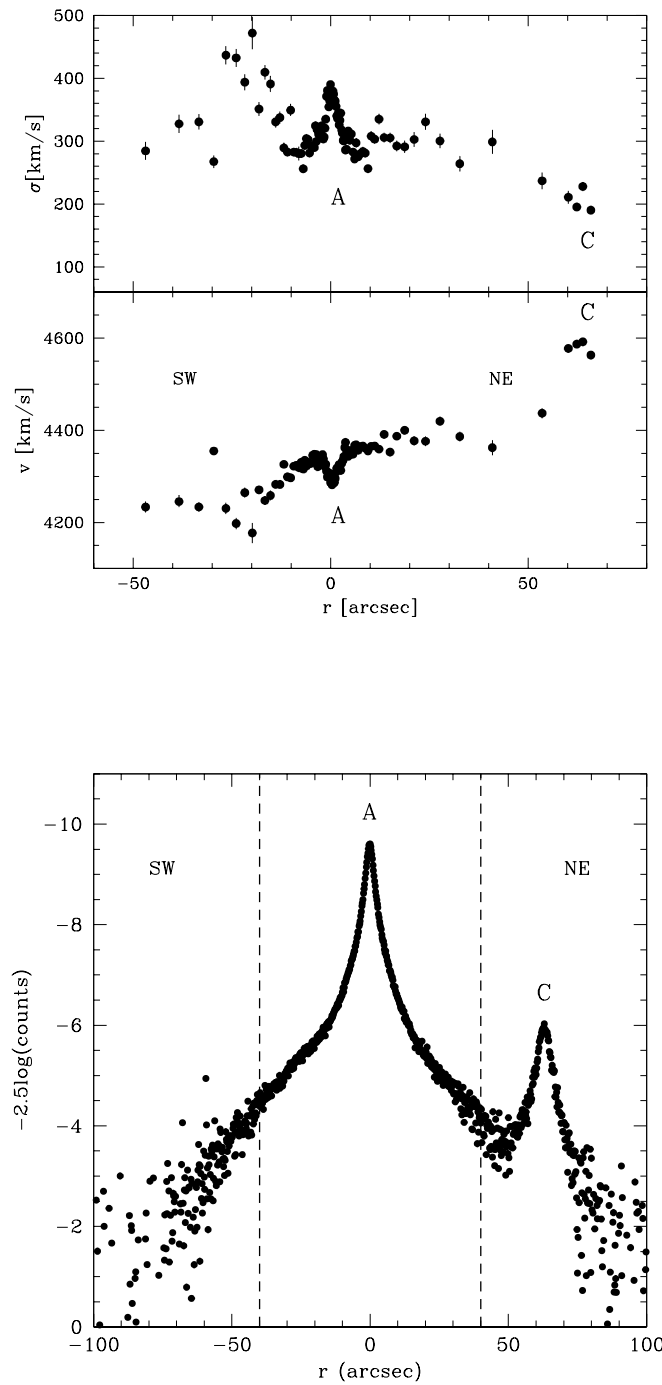 500
400
300
200
100
σ[km/s]
A
C
4600
4400
4200
v [km/s]
C
SW
NE
A
−50
0
50
r [arcsec]
−10
−8
−6
−4
−2
0
−2.5log(counts)
A
SW
NE
C
−100
−50
0
50
100
r (arcsec)